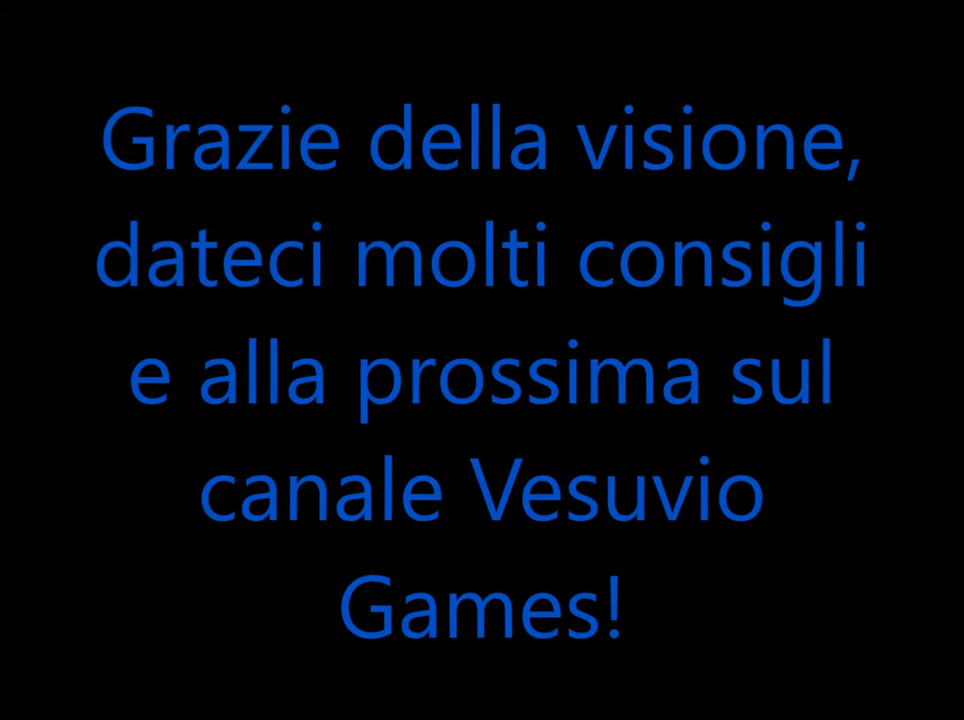 Grazie della visione,
dateci molti consigli
e alla prossima sul
canale Vesuvio
Games!